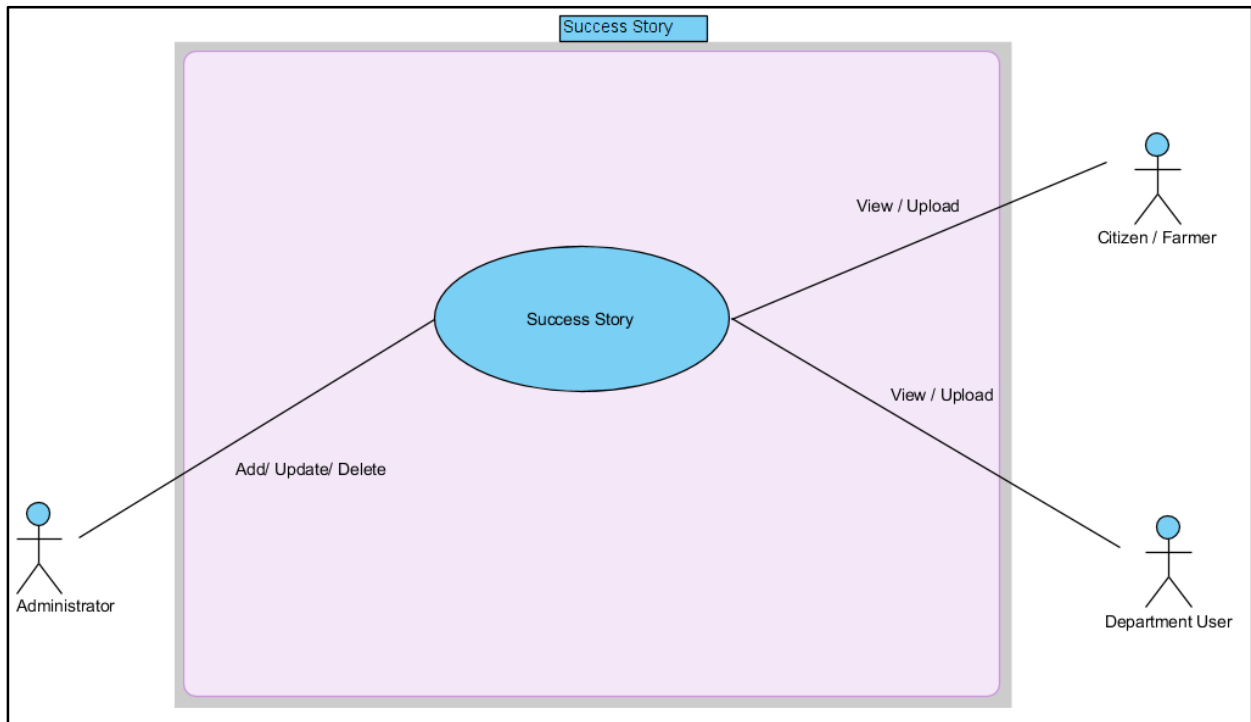 Success Story
View / Upload
Citizen / Farmer
Success Story
View / Upload
Add/ Update/ Delete
Administrator
Department User